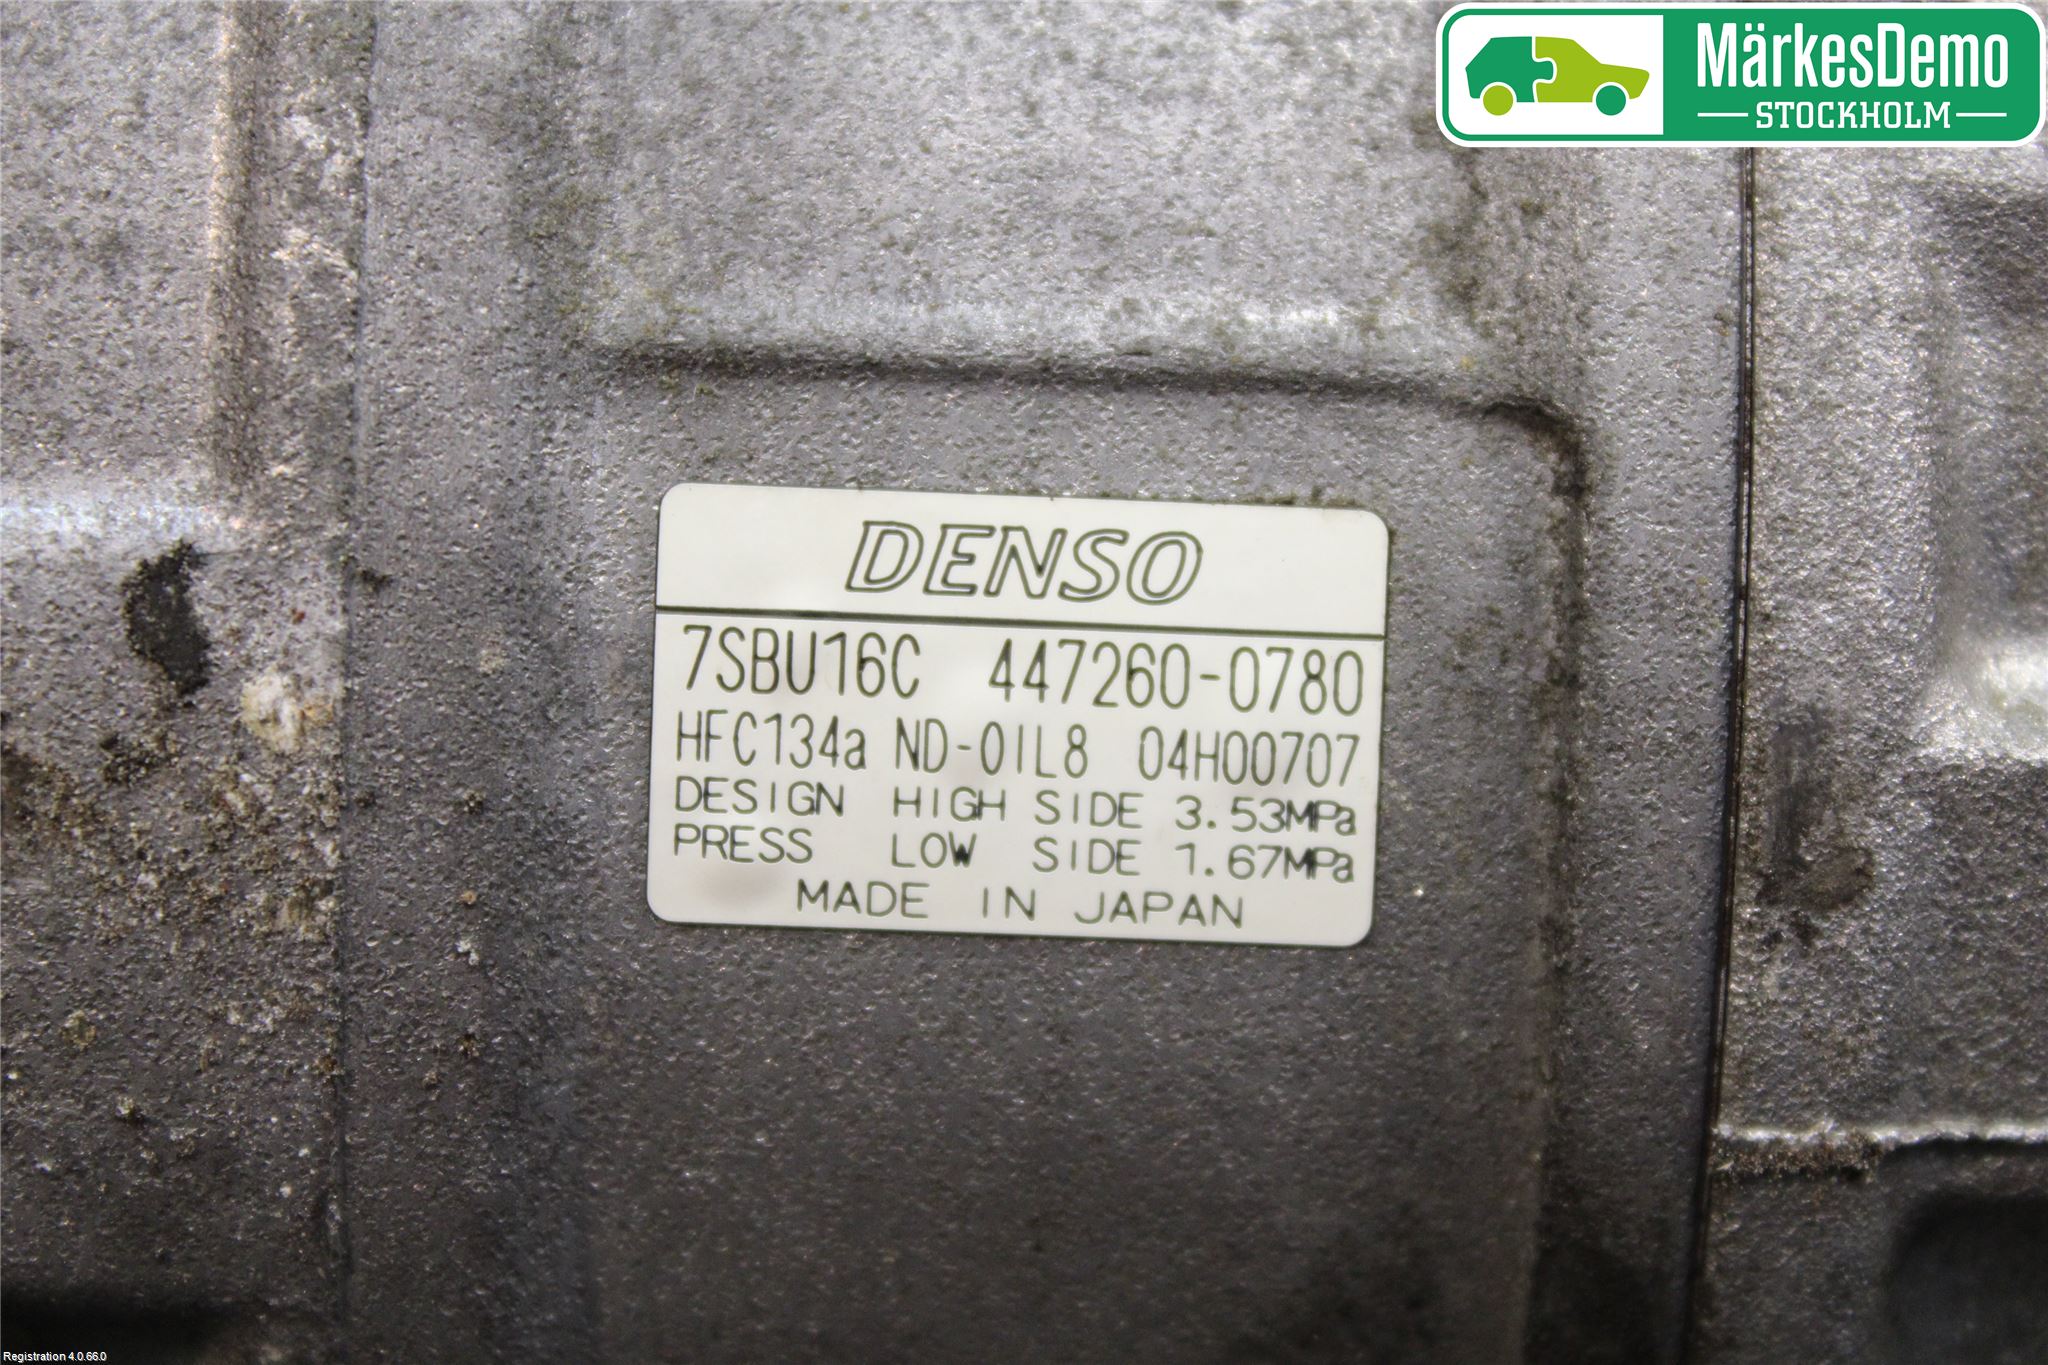 MärkesDemo
STOCKHOLM
DENSO
7SBU16C 447260-0780
HFC134a ND-OIL8 04H00707
DESIGN HIGH SIDE 3.53MPa
PRESS LOW SIDE 1.67MPa
MADE IN JAPAN
Registration 4.0.66.0